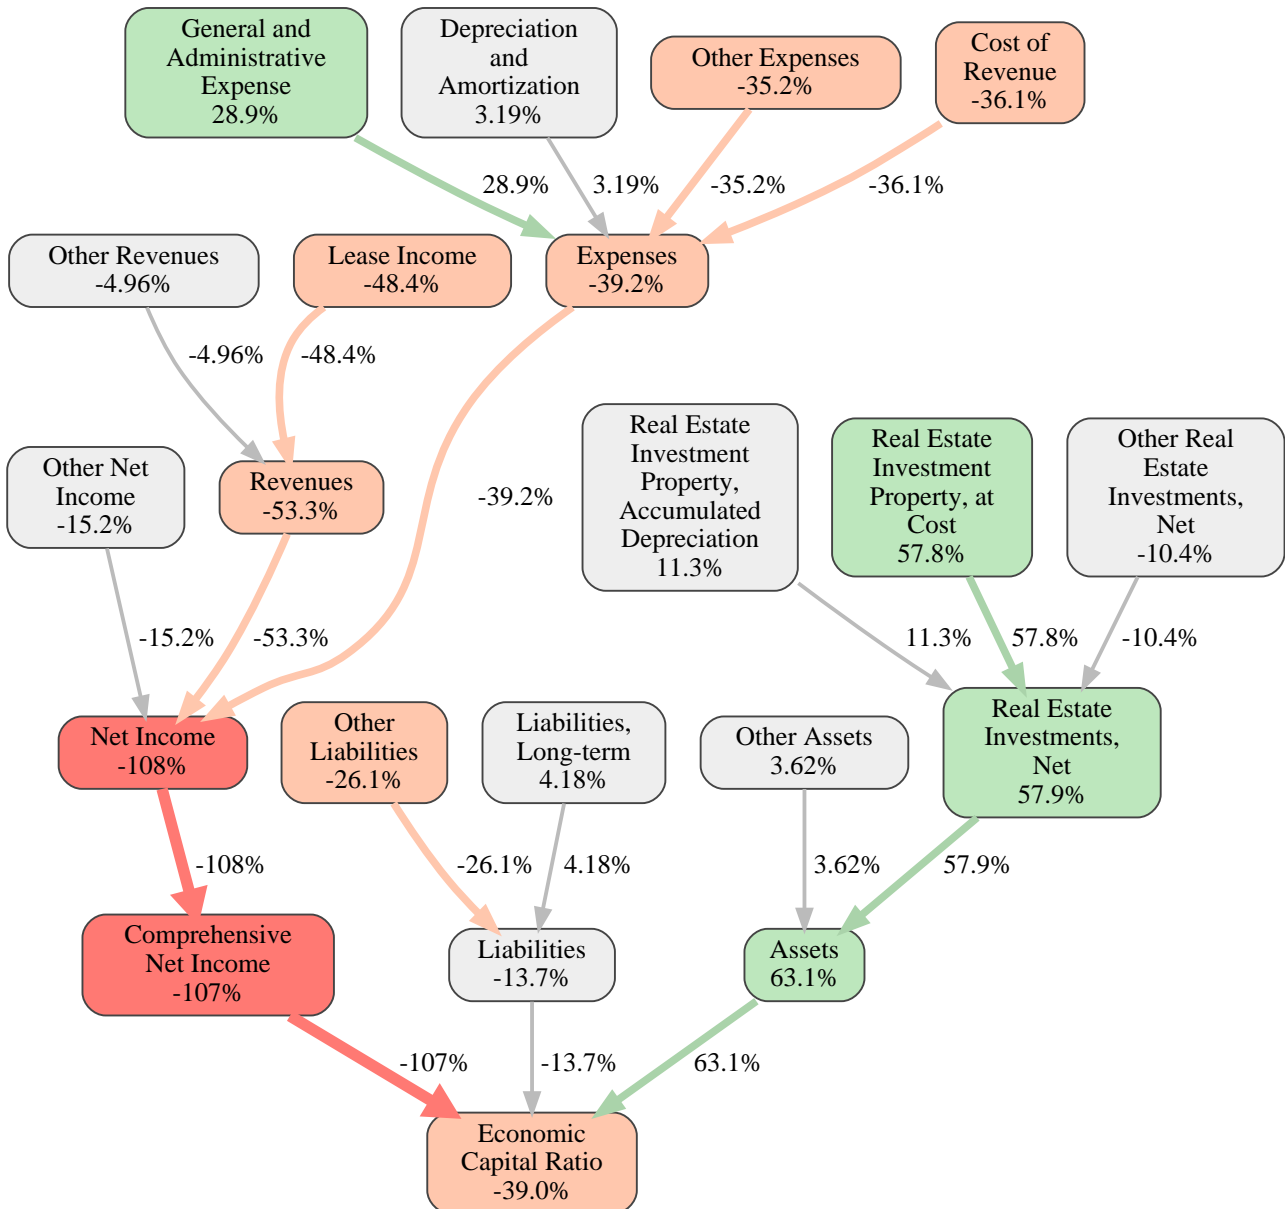 General and
Administrative
Expense
28.9%
Depreciation
and
Amortization
3.19%
Other Expenses
-35.2%
Cost of
Revenue
-36.1%
28.9%
3.19%
-35.2%
-36.1%
Other Revenues
-4.96%
Lease Income
-48.4%
Expenses
-39.2%
-4.96%
-48.4%
-39.2%
Other Net
Income
-15.2%
Revenues
-53.3%
Real Estate
Investment
Property,
Accumulated
Depreciation
11.3%
Real Estate
Investment
Property, at
Cost
57.8%
Other Real
Estate
Investments,
Net
-10.4%
-15.2%
-53.3%
11.3%
57.8%
-10.4%
Net Income
-108%
Other
Liabilities
-26.1%
Liabilities,
Long-term
4.18%
Other Assets
3.62%
Real Estate
Investments,
Net
57.9%
-108%
-26.1%
4.18%
3.62%
57.9%
Comprehensive
Net Income
-107%
Liabilities
-13.7%
Assets
63.1%
-107%
-13.7%
63.1%
Economic
Capital Ratio
-39.0%